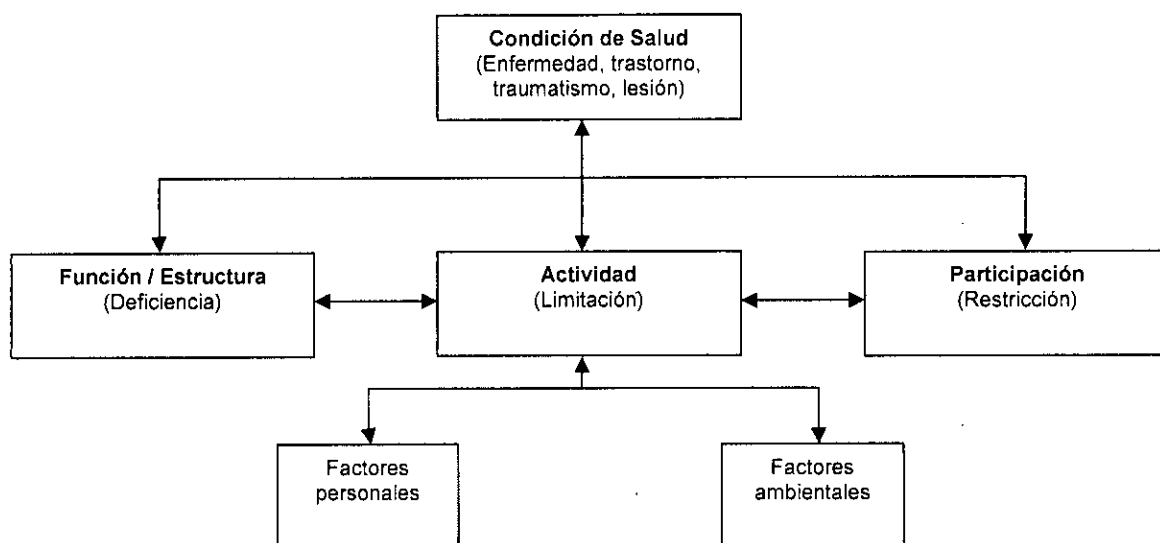 Condición de Salud
(Enfermedad, trastorno,
traumatismo, lesión)
Función / Estructura
(Deficiencia)
Actividad
(Limitación)
Participación
(Restricción)
Factores
personales
Factores
ambientales